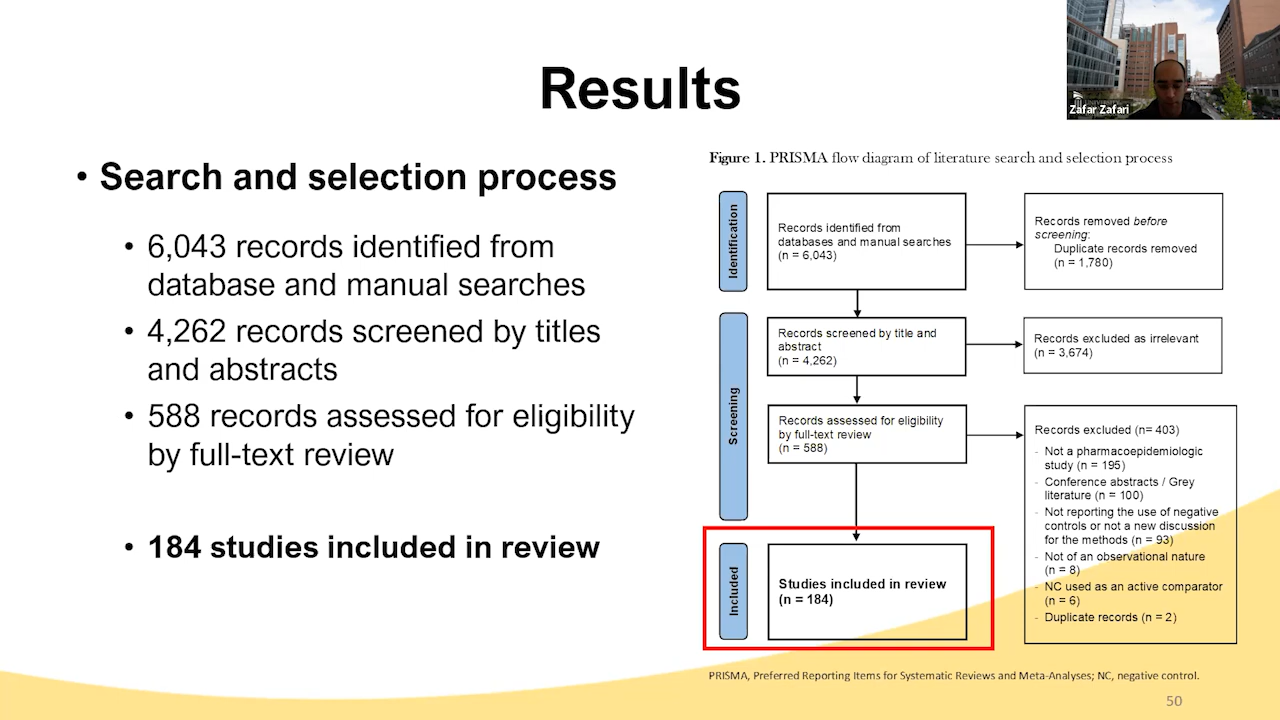 Zafar Zafari
Results
• Search and selection process
• 6,043 records identified from
database and manual searches
• 4,262 records screened by titles
and abstracts
• 588 records assessed for eligibility
by full-text review
• 184 studies included in review
Figure 1. PRISMA flow diagram of literature search and selection process
Identification
Records identified from
databases and manual searches
(n = 6,043)
Records removed before
screening:
Duplicate records removed
(n = 1,780)
Screening
Records screened by title and
abstract
(n = 4,262)
Records excluded as irrelevant
(n = 3,674)
Records assessed for eligibility
by full-text review
(n = 588)
Records excluded (n= 403)
- Not a pharmacoepidemiologic
study (n = 195)
- Conference abstracts / Grey
literature (n = 100)
- Not reporting the use of negative
controls or not a new discussion
for the methods (n = 93)
- Not of an observational nature
(n = 8)
- NC used as an active comparator
(n = 6)
- Duplicate records (n = 2)
Included
Studies included in review
(n = 184)
PRISMA, Preferred Reporting Items for Systematic Reviews and Meta-Analyses; NC, negative control.
50